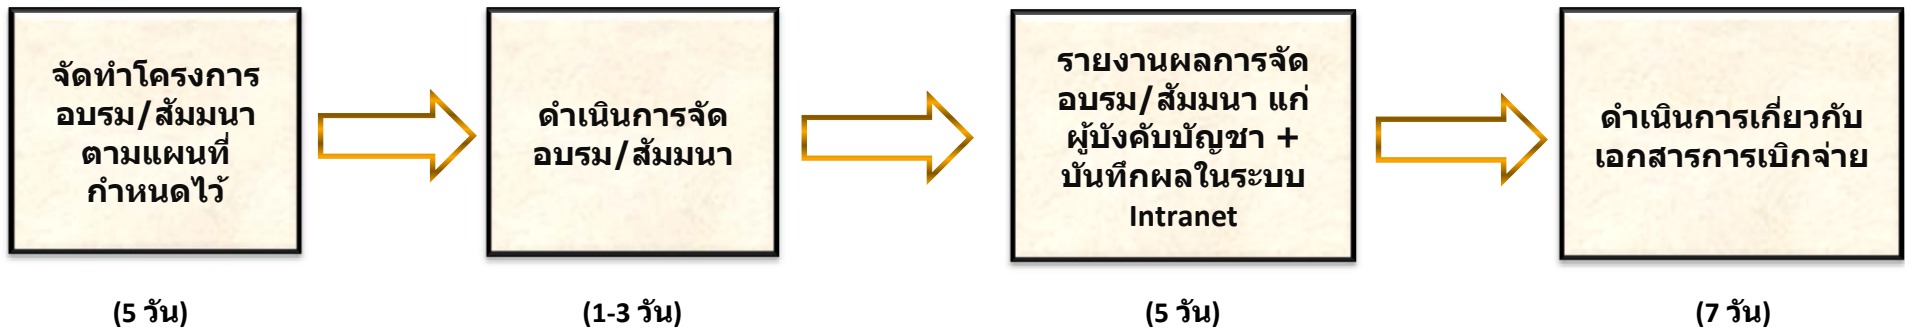 จัดทำโครงการ
อบรม/สัมมนา
ตามแผนที่
กำหนดไว้
ดำเนินการจัด
อบรม/สัมมนา
รายงานผลการจัด
อบรม/สัมมนา แก่
ผู้บังคับบัญชา +
บันทึกผลในระบบ
Intranet
ดำเนินการเกี่ยวกับ
เอกสารการเบิกจ่าย
(5 วัน)
(1-3 วัน)
(5 วัน)
(7 วัน)